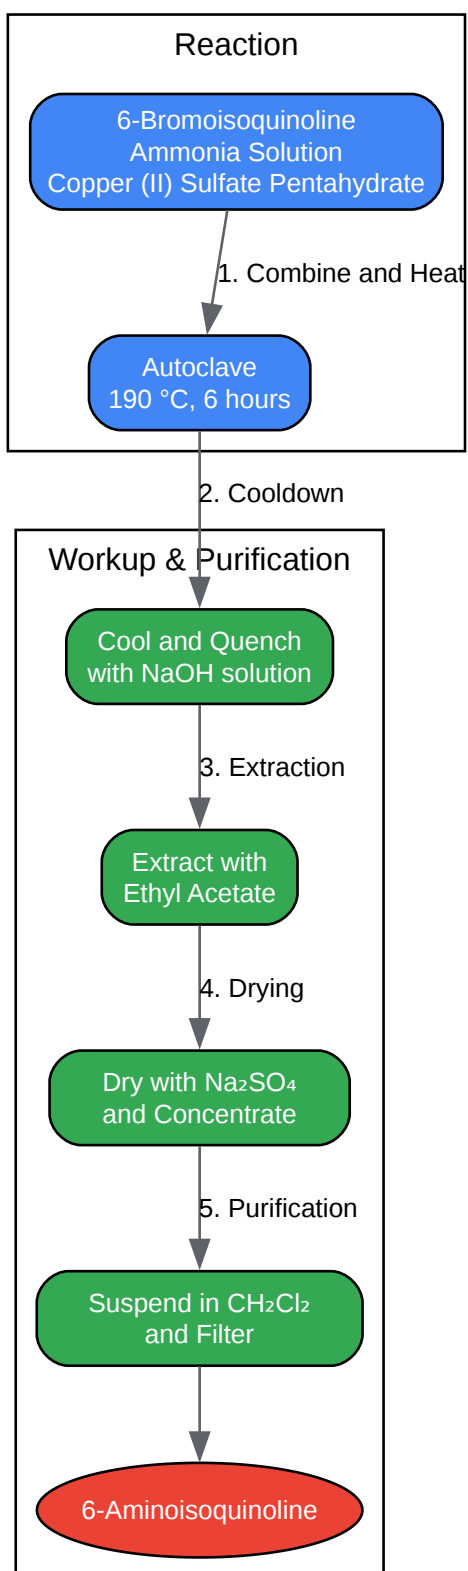 Reaction
6-Bromoisoquinoline
Ammonia Solution
Copper (II) Sulfate Pentahydrate
1. Combine and Heat
Autoclave
190 °C, 6 hours
2. Cooldown
Workup & Purification
Cool and Quench
with NaOH solution
3. Extraction
Extract with
Ethyl Acetate
4. Drying
Dry with Na₂SO₄
and Concentrate
5. Purification
Suspend in CH₂Cl₂
and Filter
6-Aminoisoquinoline